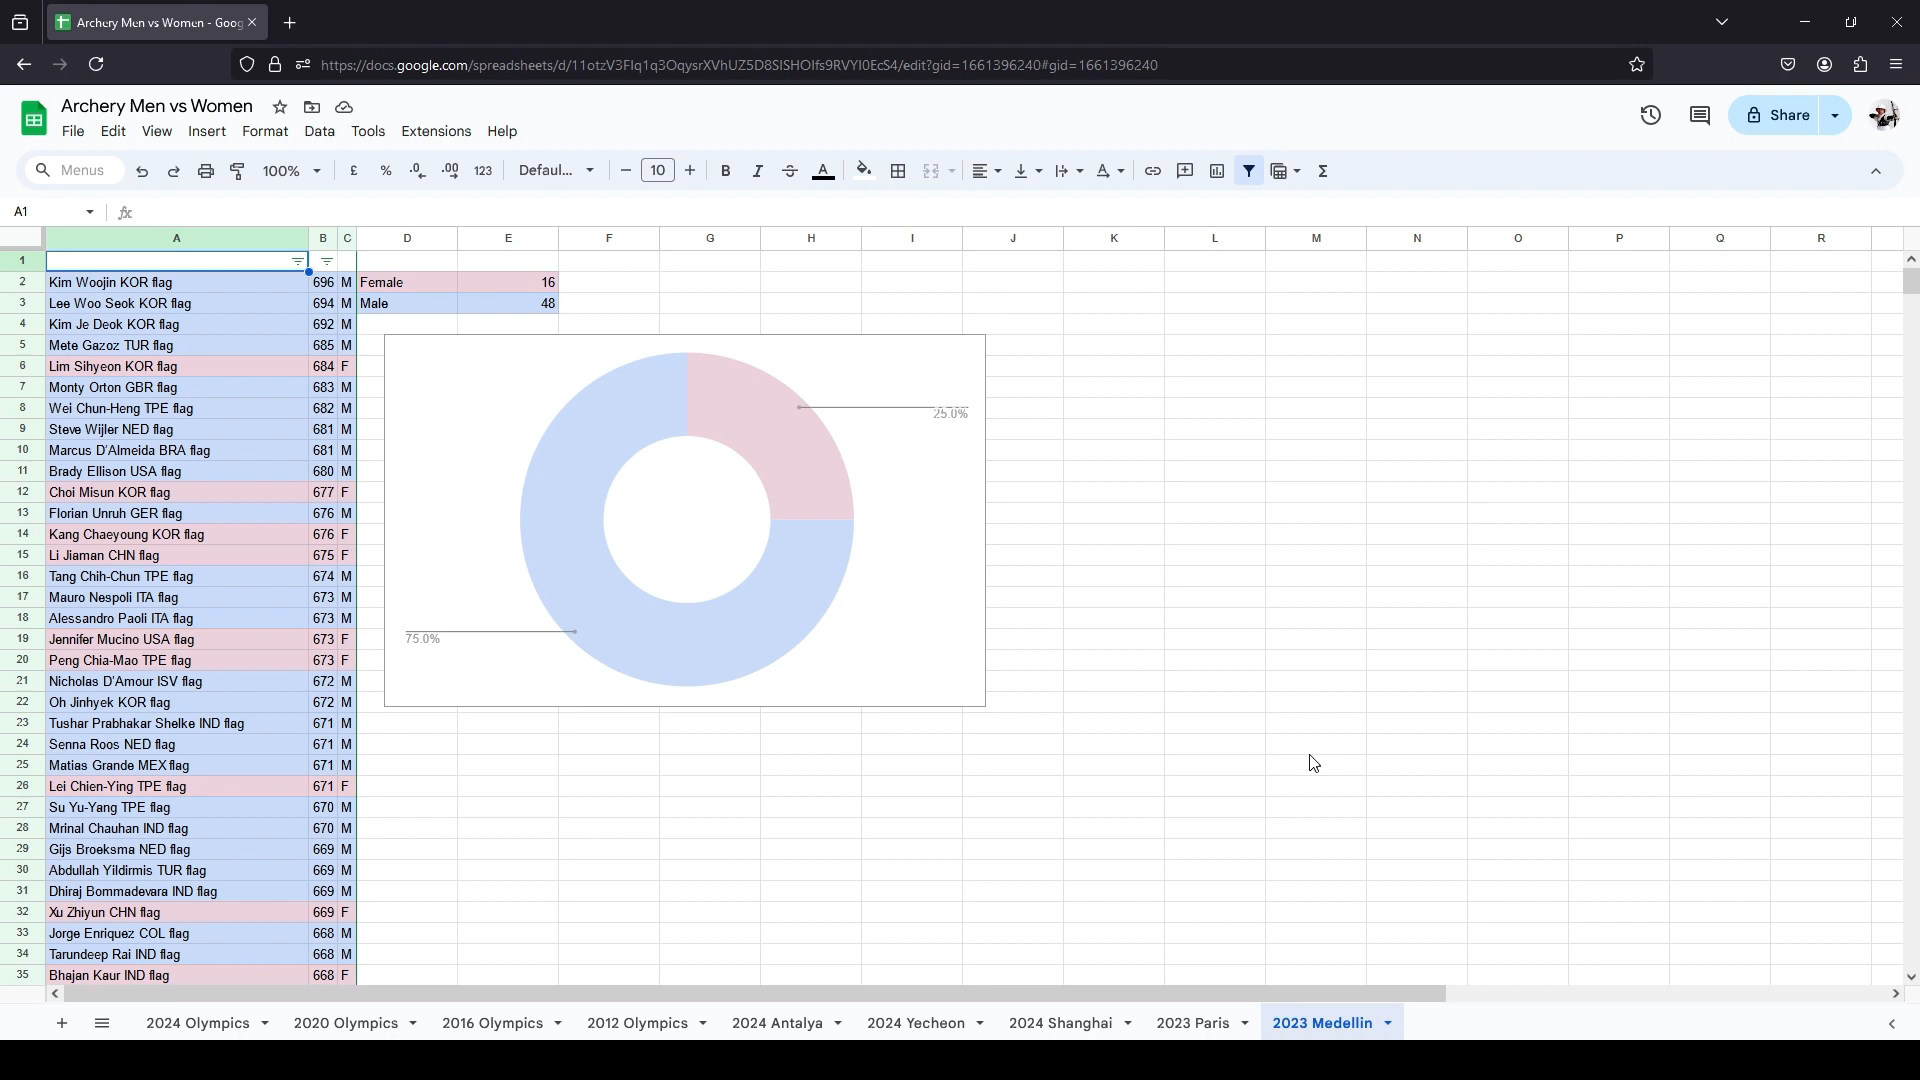 Archery Men vs Women - Goog
https://docs.google.com/spreadsheets/d/11otzV3FIq1q3OqysrXVhUZ5D8SISHOIfs9RVYI0EcS4/edit?gid=1661396240#gid=1661396240
Archery Men vs Women
Share
File Edit View Insert Format Data Tools Extensions Help
Menus 100% £ % .0 .00 123 Defaul... 10 B I A
A1 fx
A B C D E F G H I J K L M N O P Q R
1
2 Kim Woojin KOR flag 696 M Female 16
3 Lee Woo Seok KOR flag 694 M Male 48
4 Kim Je Deok KOR flag 692 M
5 Mete Gazoz TUR flag 685 M
6 Lim Sihyeon KOR flag 684 F
7 Monty Orton GBR flag 683 M
8 Wei Chun-Heng TPE flag 682 M
9 Steve Wijler NED flag 681 M
25.0%
10 Marcus D'Almeida BRA flag 681 M
11 Brady Ellison USA flag 680 M
12 Choi Misun KOR flag 677 F
13 Florian Unruh GER flag 676 M
14 Kang Chaeyoung KOR flag 676 F
15 Li Jiaman CHN flag 675 F
16 Tang Chih-Chun TPE flag 674 M
17 Mauro Nespoli ITA flag 673 M
18 Alessandro Paoli ITA flag 673 M
19 Jennifer Mucino USA flag 673 F
75.0%
20 Peng Chia-Mao TPE flag 673 F
21 Nicholas D'Amour ISV flag 672 M
22 Oh Jinhyek KOR flag 672 M
23 Tushar Prabhakar Shelke IND flag 671 M
24 Senna Roos NED flag 671 M
25 Matias Grande MEX flag 671 M
26 Lei Chien-Ying TPE flag 671 F
27 Su Yu-Yang TPE flag 670 M
28 Mrinal Chauhan IND flag 670 M
29 Gijs Broeksma NED flag 669 M
30 Abdullah Yildirmis TUR flag 669 M
31 Dhiraj Bommadevara IND flag 669 M
32 Xu Zhiyun CHN flag 669 F
33 Jorge Enriquez COL flag 668 M
34 Tarundeep Rai IND flag 668 M
35 Bhajan Kaur IND flag 668 F
2024 Olympics 2020 Olympics 2016 Olympics 2012 Olympics 2024 Antalya 2024 Yecheon 2024 Shanghai 2023 Paris 2023 Medellin